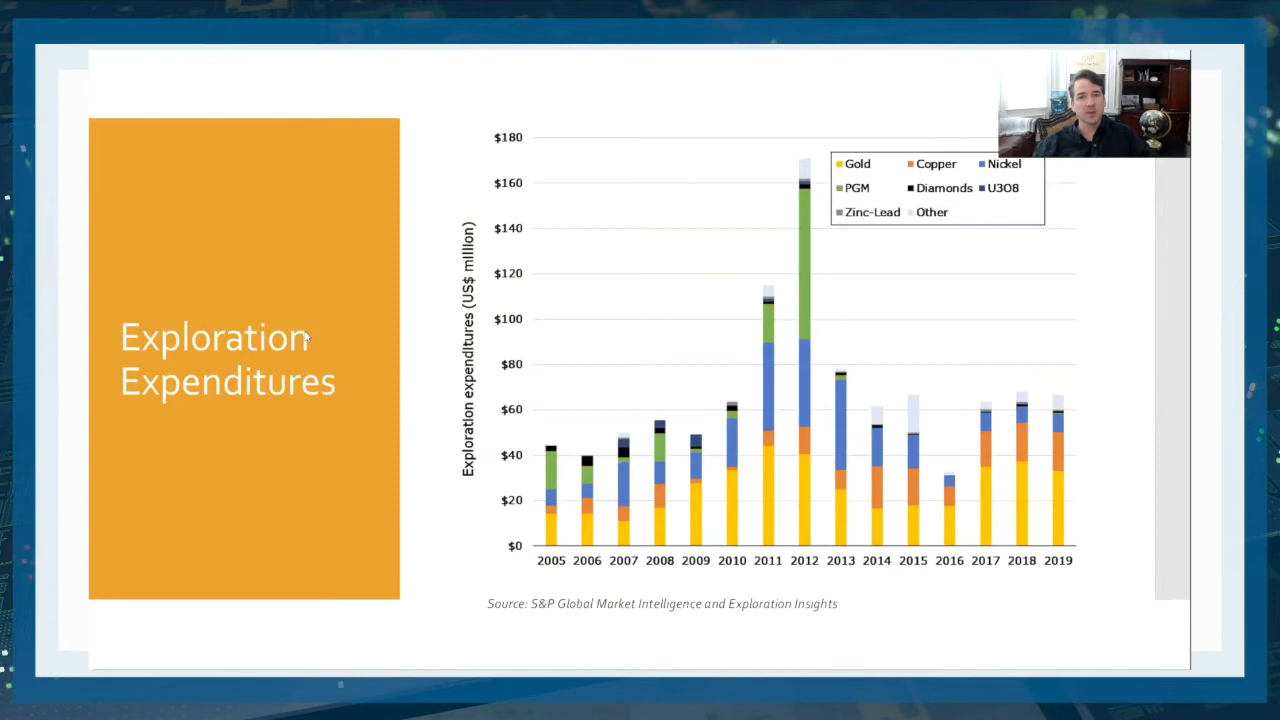 Exploration
Expenditures
Exploration expenditures (US$ million)
$180
$160
$140
$120
$100
$80
$60
$40
$20
$0
Gold Copper Nickel
PGM Diamonds U3O8
Zinc-Lead Other
2005 2006 2007 2008 2009 2010 2011 2012 2013 2014 2015 2016 2017 2018 2019
Source: S&P Global Market Intelligence and Exploration Insights